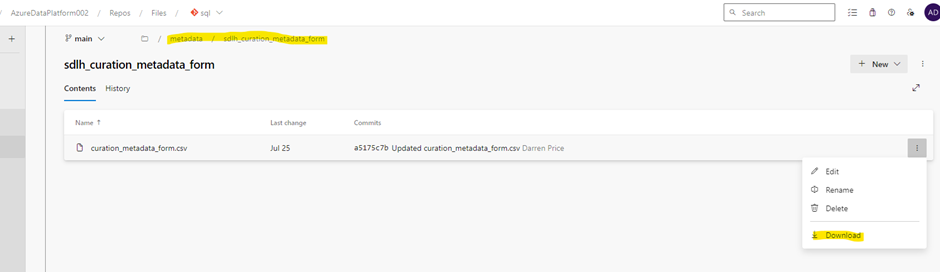 AzureDataPlatform002 / Repos / Files / sql
Search
AD
main / metadata / sdlh_curation_metadata_form
sdlh_curation_metadata_form
New
Contents History
Name Last change Commits
curation_metadata_form.csv Jul 25 a5175c7b Updated curation_metadata_form.csv Darren Price
Edit
Rename
Delete
Download